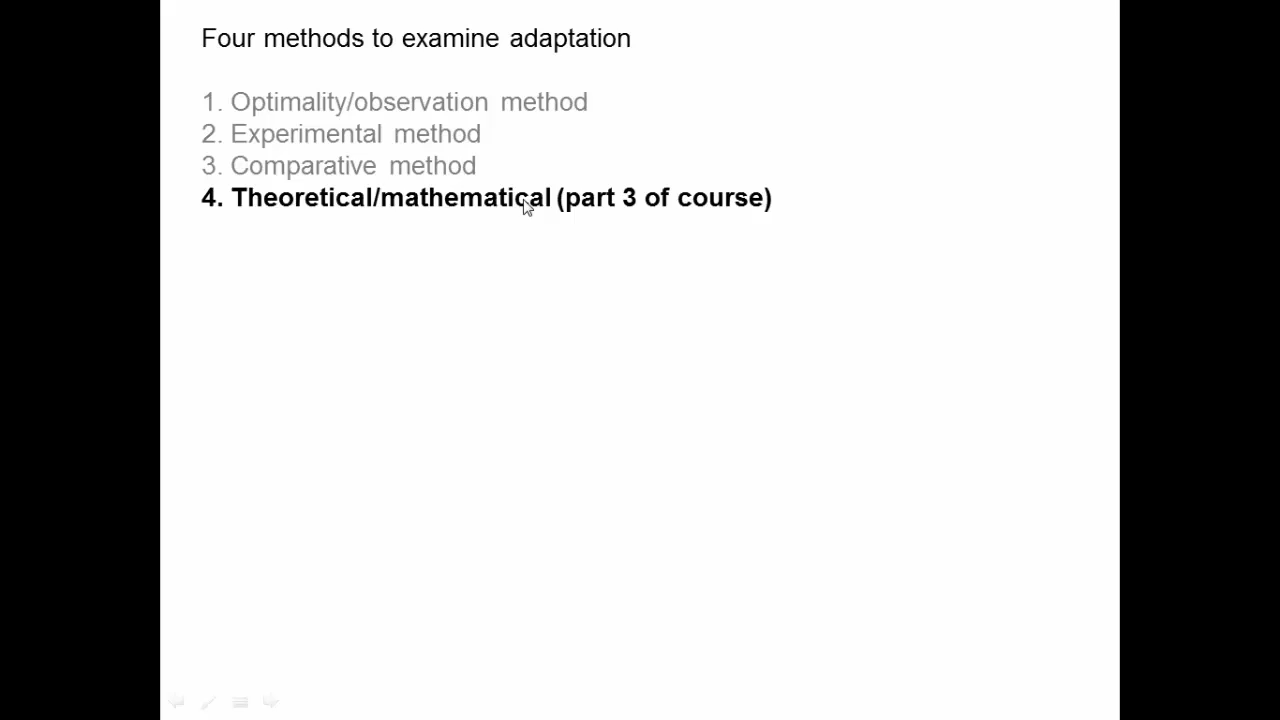 Four methods to examine adaptation
1. Optimality/observation method
2. Experimental method
3. Comparative method
4. Theoretical/mathematical (part 3 of course)